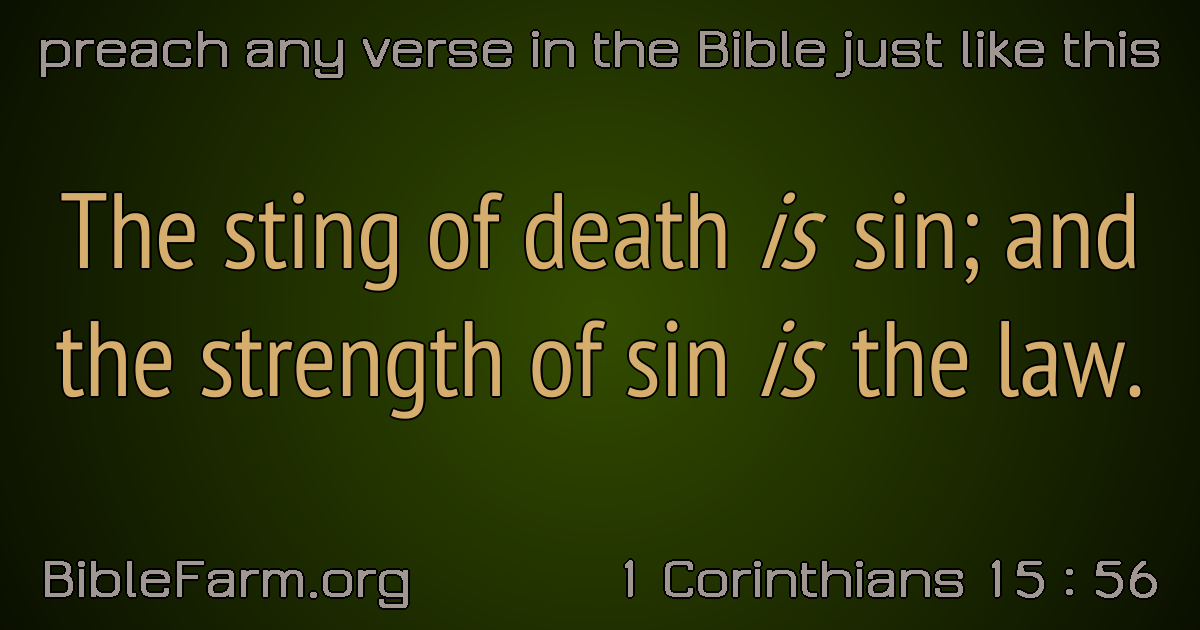 preach any verse in the Bible just like this
The sting of death is sin; and
the strength of sin is the law.
BibleFarm.org
1 Corinthians 15 : 56